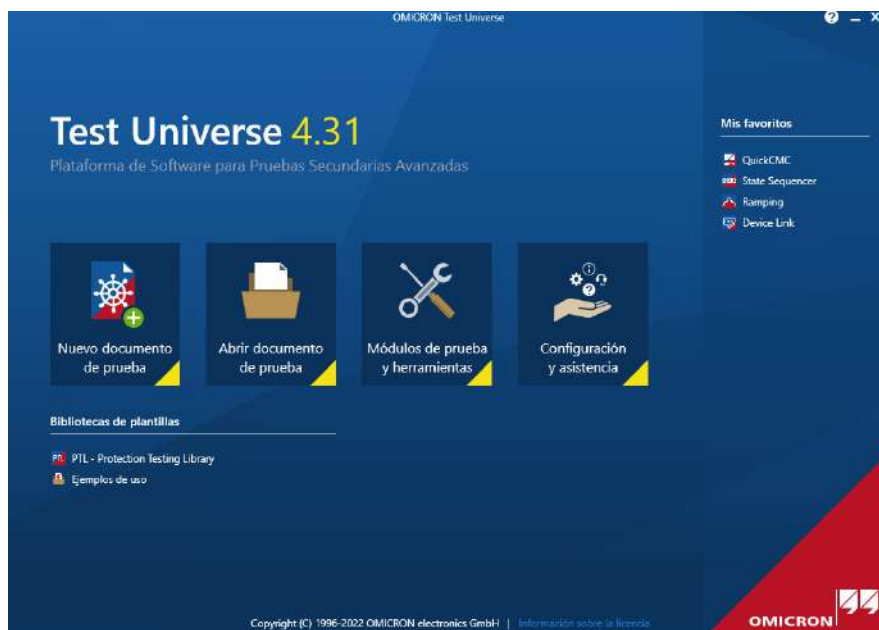 OMICRON Test Universe
Test Universe 4.31
Plataforma de Software para Pruebas Secundarias Avanzadas
Nuevo documento
de prueba
Abrir documento
de prueba
Módulos de prueba
y herramientas
Configuración
y asistencia
Bibliotecas de plantillas
PTL - Protection Testing Library
Ejemplos de uso
Mis favoritos
QuickCMC
State Sequencer
Ramping
Device Link
Copyright (C) 1996-2022 OMICRON electronics GmbH | Información sobre la licencia
OMICRON